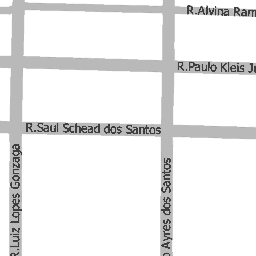 R.Alvina Ram
R.Paulo Kleis Ju
R.Saul Schead dos Santos
R.Luiz Lopes Gonzaga
Ayres dos Santos